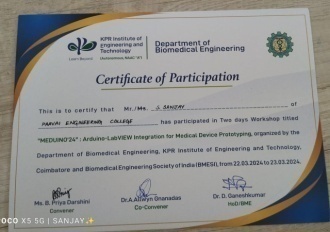 KPR Institute of
Engineering and
Technology
Learn Beyond
Department of
Biomedical Engineering
Certificate of Participation
This is to certify that Mr./Ms. S. SANJAY
PAAVAI ENGINEERING COLLEGE has participated in Two days Workshop titled
"MEDUINO'24" : Arduino-LabVIEW Integration for Medical Device Prototyping, organized by the
Department of Biomedical Engineering, KPR Institute of Engineering and Technology,
Coimbatore and Biomedical Engineering Society of India (BMESI), from 22.03.2024 to 23.03.2024.
Ms. B. Priya Darshini
Convener
Dr.A.Allwyn Gnanadas
Co-Convener
Dr. D. Ganeshkumar
HoD/BME
POCO X5 5G | SANJAY